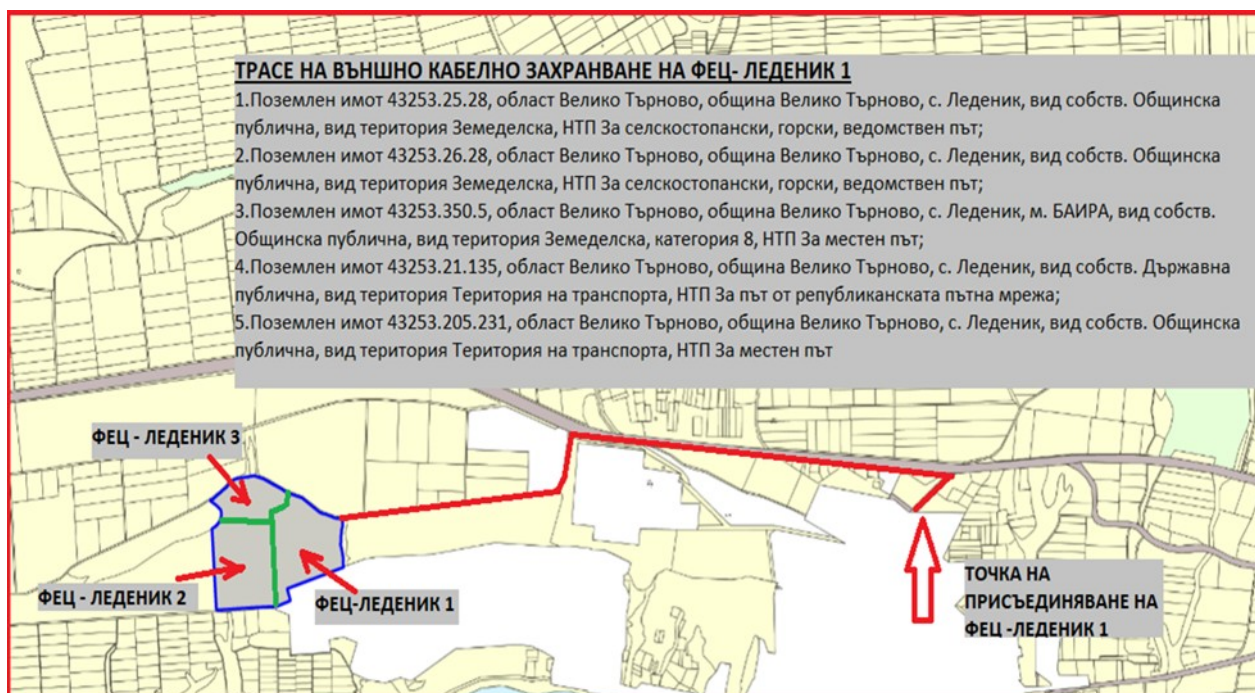 ТРАСЕ НА ВЪНШНО КАБЕЛНО ЗАХРАНВАНЕ НА ФЕЦ- ЛЕДЕНИК 1
1.Поземлен имот 43253.25.28, област Велико Търново, община Велико Търново, с. Леденик, вид собств. Общинска
публична, вид територия Земеделска, НТП За селскостопански, горски, ведомствен път;
2.Поземлен имот 43253.26.28, област Велико Търново, община Велико Търново, с. Леденик, вид собств. Общинска
публична, вид територия Земеделска, НТП За селскостопански, горски, ведомствен път;
3.Поземлен имот 43253.350.5, област Велико Търново, община Велико Търново, с. Леденик, м. БАИРА, вид собств.
Общинска публична, вид територия Земеделска, категория 8, НТП За местен път;
4.Поземлен имот 43253.21.135, област Велико Търново, община Велико Търново, с. Леденик, вид собств. Държавна
публична, вид територия Територия на транспорта, НТП За път от републиканската пътна мрежа;
5.Поземлен имот 43253.205.231, област Велико Търново, община Велико Търново, с. Леденик, вид собств. Общинска
публична, вид територия Територия на транспорта, НТП За местен път
ФЕЦ - ЛЕДЕНИК 3
ФЕЦ - ЛЕДЕНИК 2
ФЕЦ-ЛЕДЕНИК 1
ТОЧКА НА
ПРИСЪЕДИНЯВАНЕ НА
ФЕЦ -ЛЕДЕНИК 1